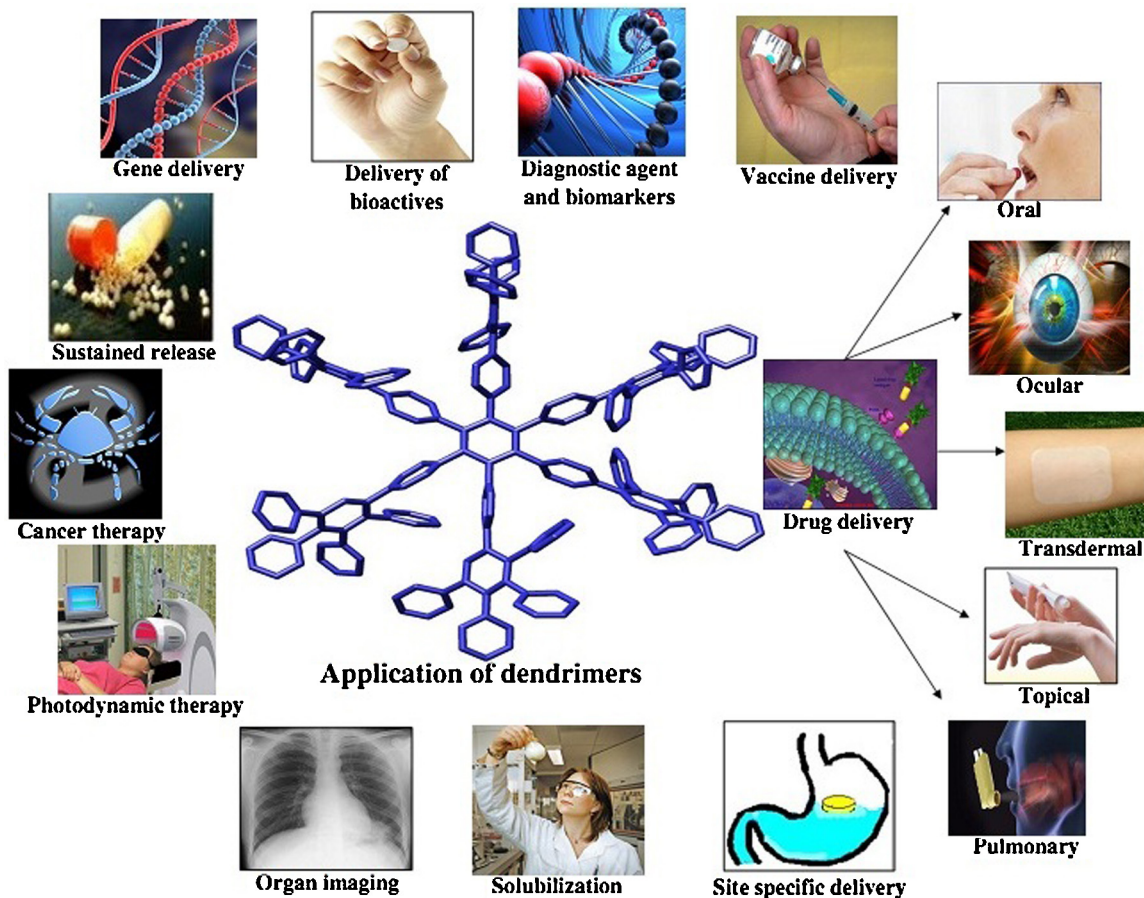 Gene delivery
Delivery of
bioactives
Diagnostic agent
and biomarkers
Vaccine delivery
Oral
Sustained release
Ocular
Cancer therapy
Drug delivery
Transdermal
Photodynamic therapy
Application of dendrimers
Topical
Organ imaging
Solubilization
Site specific delivery
Pulmonary